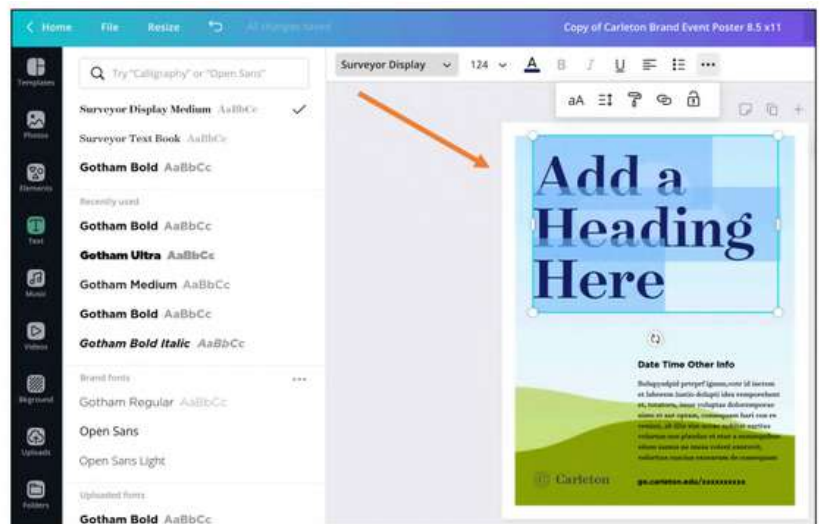 Home File Resize All changes saved Copy of Carleton Brand Event Poster 8.5 x11
Templates
Photos
Elements
Text
Music
Videos
Bkground
Uploads
Folders
Try "Calligraphy" or "Open Sans"
Surveyor Display Medium AaBbCc
Surveyor Text Book AaBbCc
Gotham Bold AaBbCc
Recently used
Gotham Bold AaBbCc
Gotham Ultra AaBbCc
Gotham Medium AaBbCc
Gotham Bold AaBbCc
Gotham Bold Italic AaBbCc
Brand fonts
Gotham Regular AaBbCc
Open Sans
Open Sans Light
Uploaded fonts
Gotham Bold AaBbCc
Surveyor Display 124 A B I U
aA
Add a
Heading
Here
Date Time Other Info
Carleton
go.carleton.edu/xxxxxxxxxx